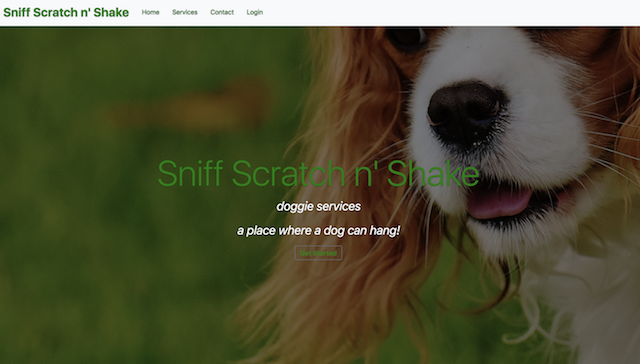 Sniff Scratch n' Shake
Home Services Contact Login
Sniff Scratch n' Shake
doggie services
a place where a dog can hang!
Get Started